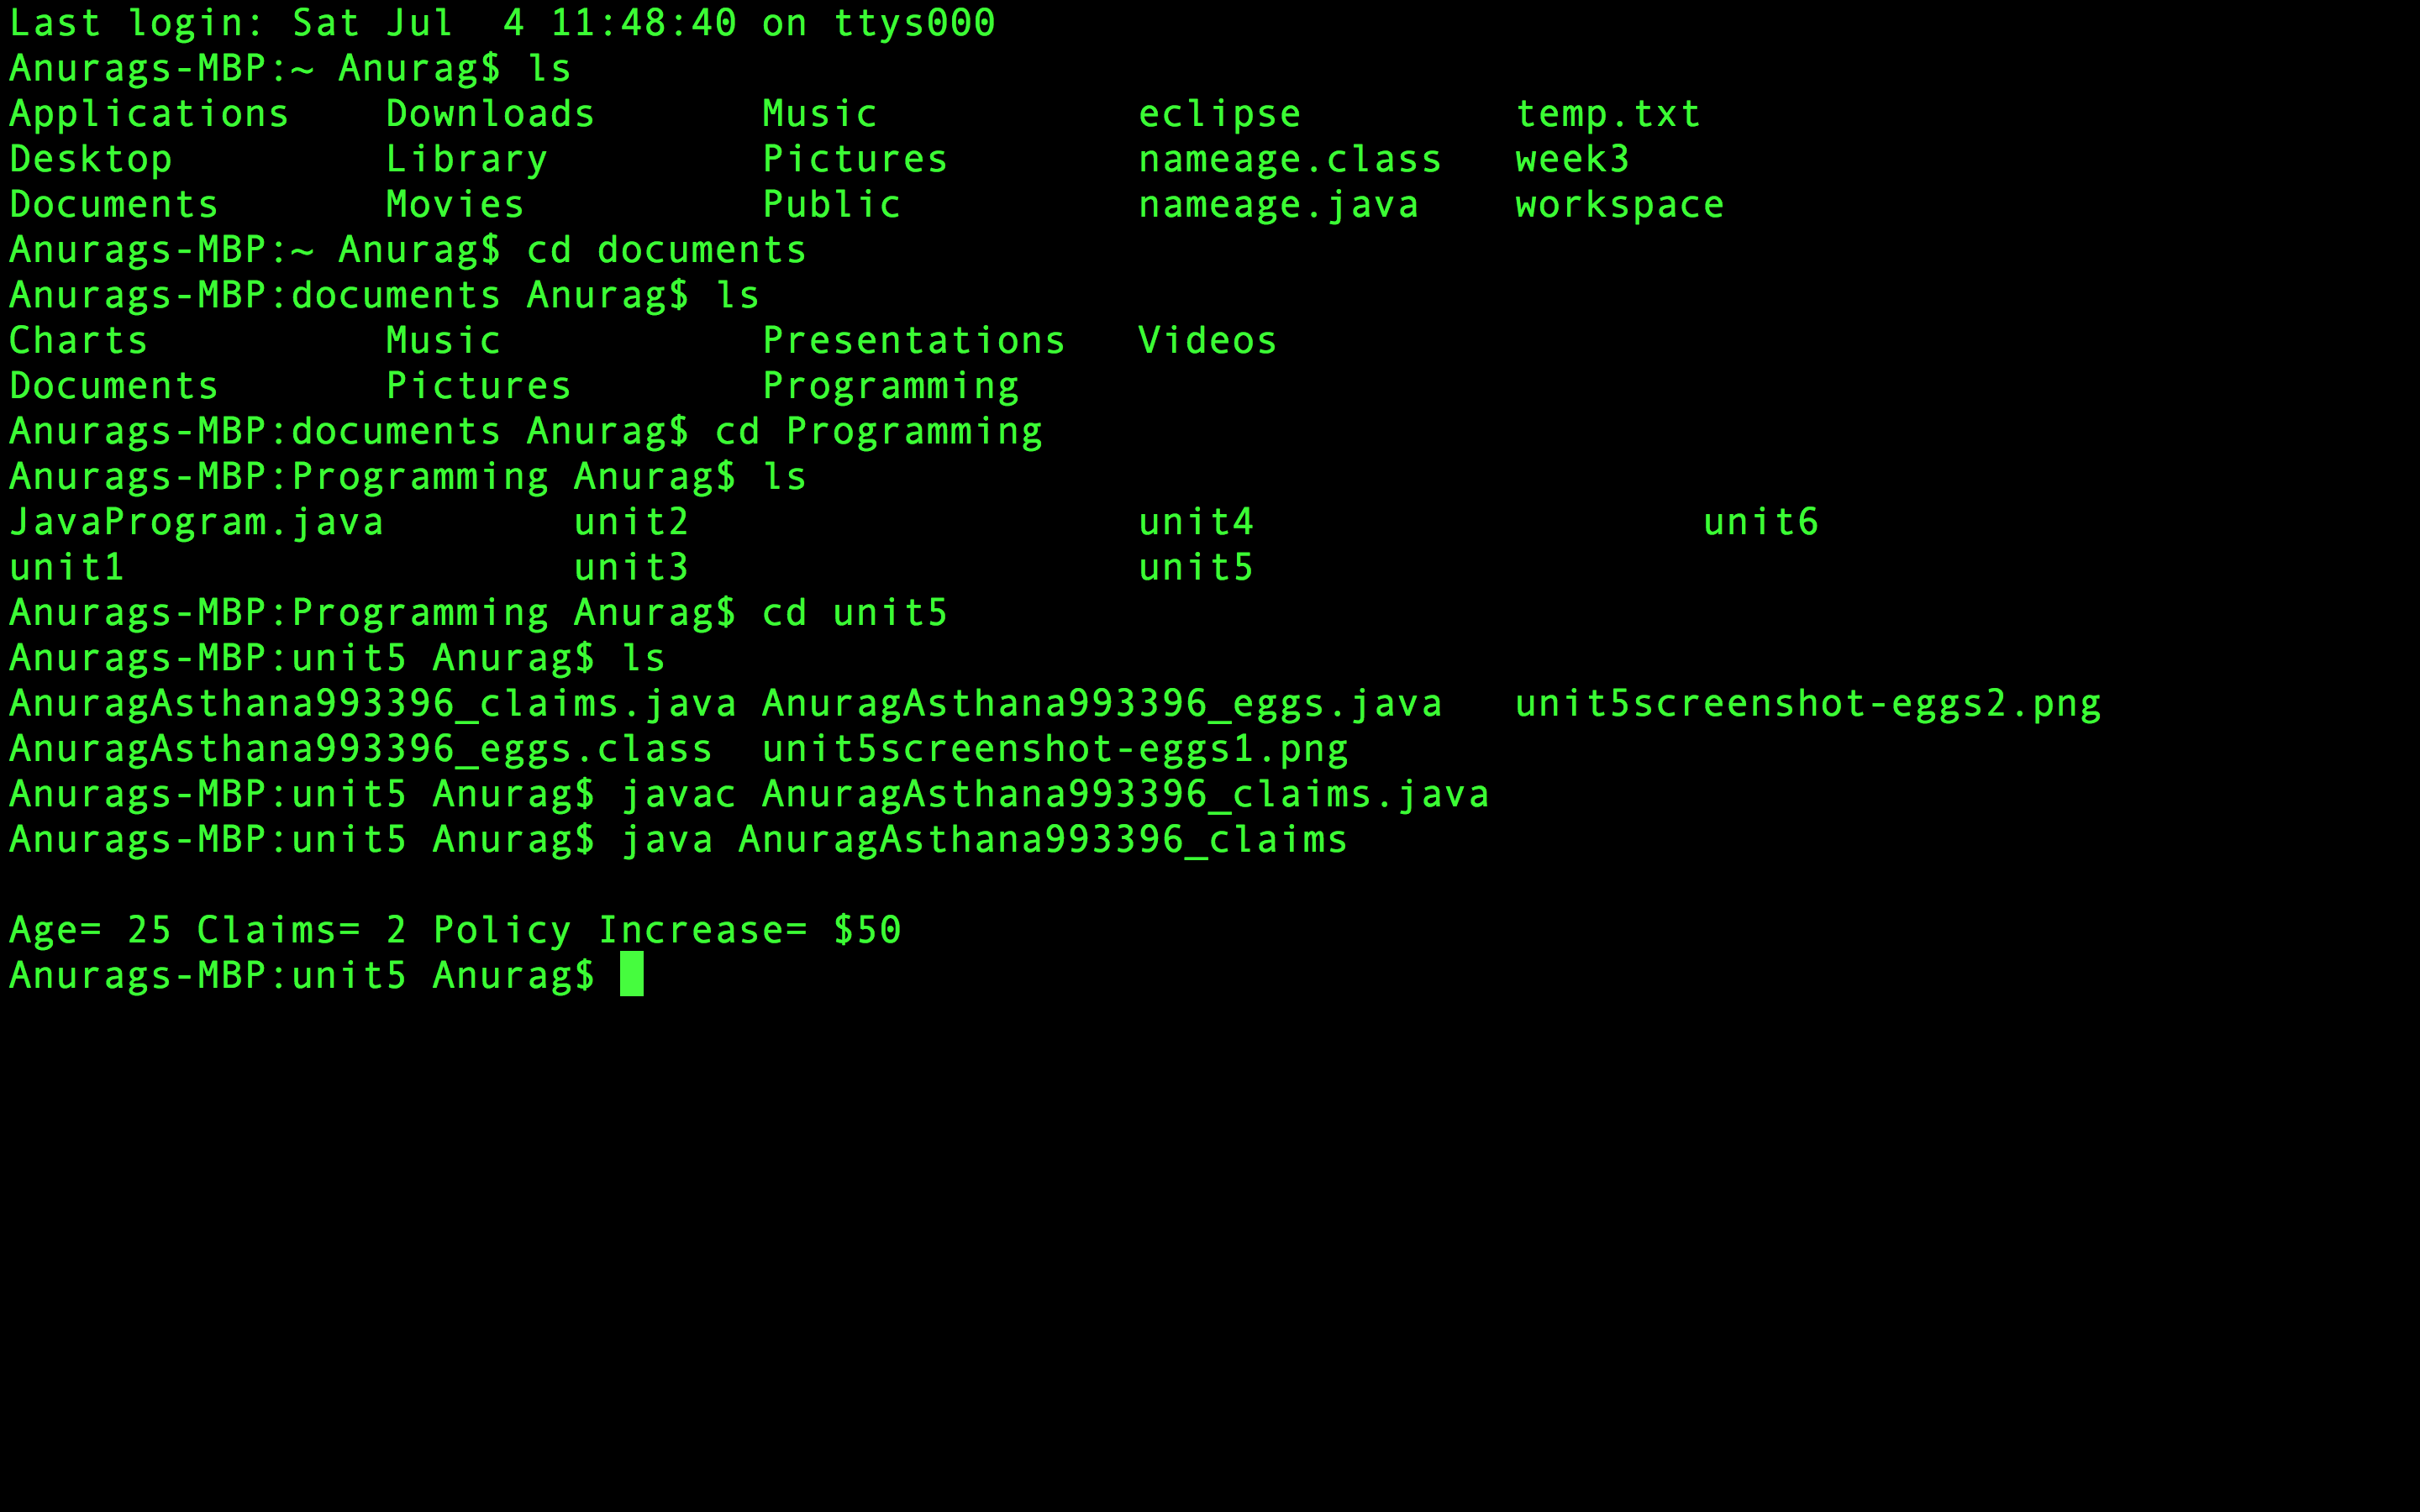 Last login: Sat Jul  4 11:48:40 on ttys000
Anurags-MBP:~ Anurag$ ls
Applications    Downloads       Music           eclipse         temp.txt
Desktop         Library         Pictures        nameage.class   week3
Documents       Movies          Public          nameage.java    workspace
Anurags-MBP:~ Anurag$ cd documents
Anurags-MBP:documents Anurag$ ls
Charts          Music           Presentations   Videos
Documents       Pictures        Programming
Anurags-MBP:documents Anurag$ cd Programming
Anurags-MBP:Programming Anurag$ ls
JavaProgram.java        unit2                   unit4                   unit6
unit1                   unit3                   unit5
Anurags-MBP:Programming Anurag$ cd unit5
Anurags-MBP:unit5 Anurag$ ls
AnuragAsthana993396_claims.java AnuragAsthana993396_eggs.java   unit5screenshot-eggs2.png
AnuragAsthana993396_eggs.class  unit5screenshot-eggs1.png
Anurags-MBP:unit5 Anurag$ javac AnuragAsthana993396_claims.java
Anurags-MBP:unit5 Anurag$ java AnuragAsthana993396_claims

Age= 25 Claims= 2 Policy Increase= $50
Anurags-MBP:unit5 Anurag$